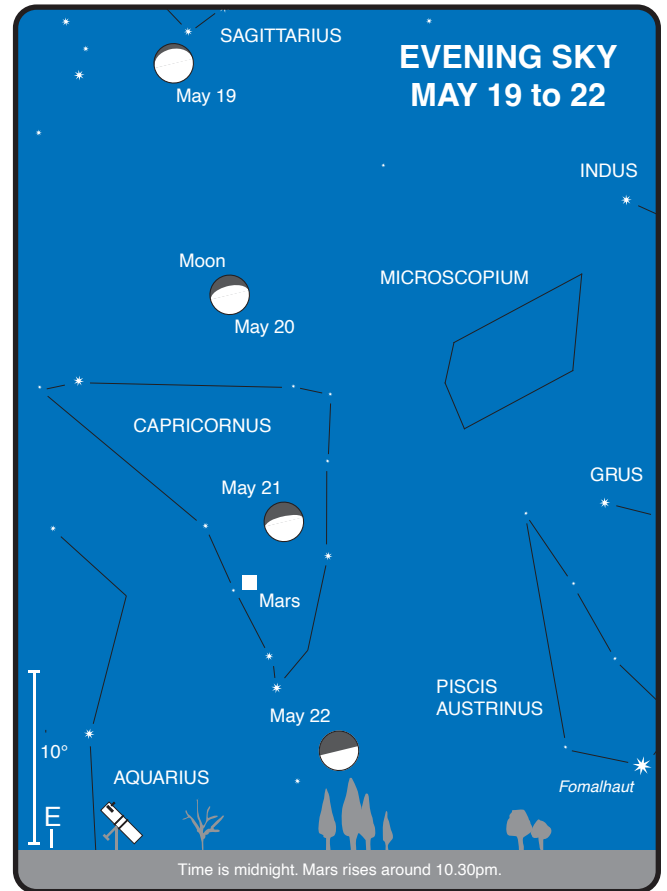 SAGITTARIUS
EVENING SKY
MAY 19 to 22
May 19
INDUS
Moon
MICROSCOPIUM
May 20
CAPRICORNUS
May 21
GRUS
Mars
PISCIS
AUSTRINUS
May 22
10°
AQUARIUS
Fomalhaut
E
Time is midnight. Mars rises around 10.30pm.